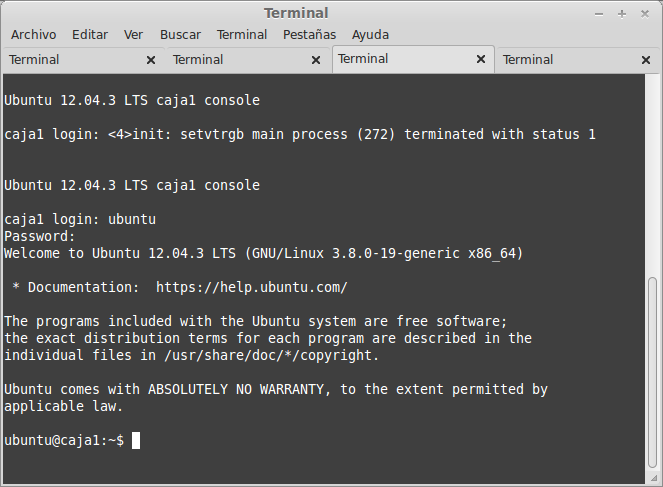 Terminal
Archivo Editar Ver Buscar Terminal Pestañas Ayuda
Terminal Terminal Terminal Terminal
Ubuntu 12.04.3 LTS caja1 console
caja1 login: <4>init: setvtrgb main process (272) terminated with status 1
Ubuntu 12.04.3 LTS caja1 console
caja1 login: ubuntu
Password:
Welcome to Ubuntu 12.04.3 LTS (GNU/Linux 3.8.0-19-generic x86_64)
* Documentation:  https://help.ubuntu.com/
The programs included with the Ubuntu system are free software;
the exact distribution terms for each program are described in the
individual files in /usr/share/doc/*/copyright.
Ubuntu comes with ABSOLUTELY NO WARRANTY, to the extent permitted by
applicable law.
ubuntu@caja1:~$